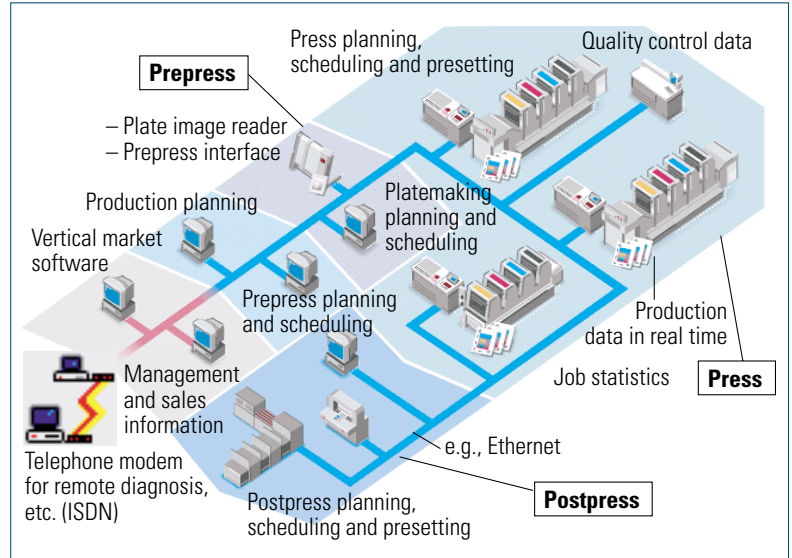 Press planning,
scheduling and presetting
Quality control data
Prepress
– Plate image reader
– Prepress interface
Production planning
Platemaking
planning and
scheduling
Vertical market
software
Prepress planning
and scheduling
Production
data in real time
Management
and sales
information
Job statistics
Press
e.g., Ethernet
Telephone modem
for remote diagnosis,
etc. (ISDN)
Postpress planning,
scheduling and presetting
Postpress